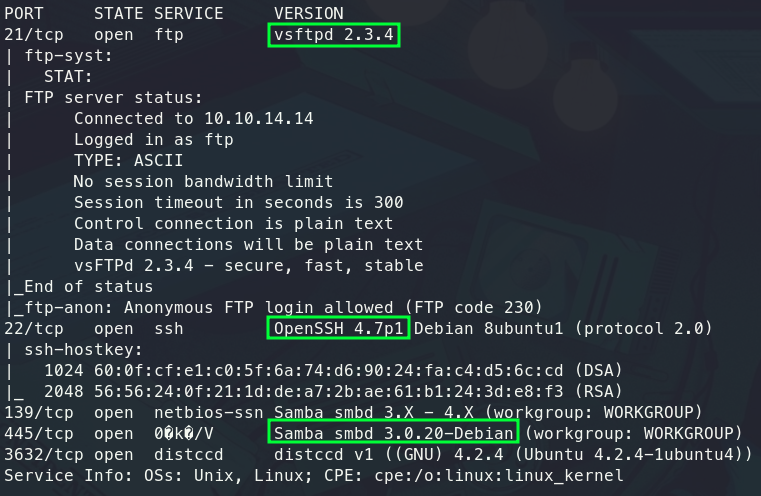 PORT     STATE SERVICE     VERSION
21/tcp   open  ftp         vsftpd 2.3.4
| ftp-syst:
|   STAT:
| FTP server status:
|      Connected to 10.10.14.14
|      Logged in as ftp
|      TYPE: ASCII
|      No session bandwidth limit
|      Session timeout in seconds is 300
|      Control connection is plain text
|      Data connections will be plain text
|      vsFTPd 2.3.4 - secure, fast, stable
|_End of status
|_ftp-anon: Anonymous FTP login allowed (FTP code 230)
22/tcp   open  ssh         OpenSSH 4.7p1 Debian 8ubuntu1 (protocol 2.0)
| ssh-hostkey:
|   1024 60:0f:cf:e1:c0:5f:6a:74:d6:90:24:fa:c4:d5:6c:cd (DSA)
|_  2048 56:56:24:0f:21:1d:de:a7:2b:ae:61:b1:24:3d:e8:f3 (RSA)
139/tcp  open  netbios-ssn Samba smbd 3.X - 4.X (workgroup: WORKGROUP)
445/tcp  open  0�k�/V      Samba smbd 3.0.20-Debian (workgroup: WORKGROUP)
3632/tcp open  distccd     distccd v1 ((GNU) 4.2.4 (Ubuntu 4.2.4-1ubuntu4))
Service Info: OSs: Unix, Linux; CPE: cpe:/o:linux:linux_kernel